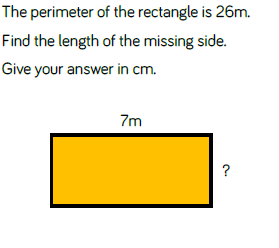 The perimeter of the rectangle is 26m.
Find the length of the missing side.
Give your answer in cm.
7m
?